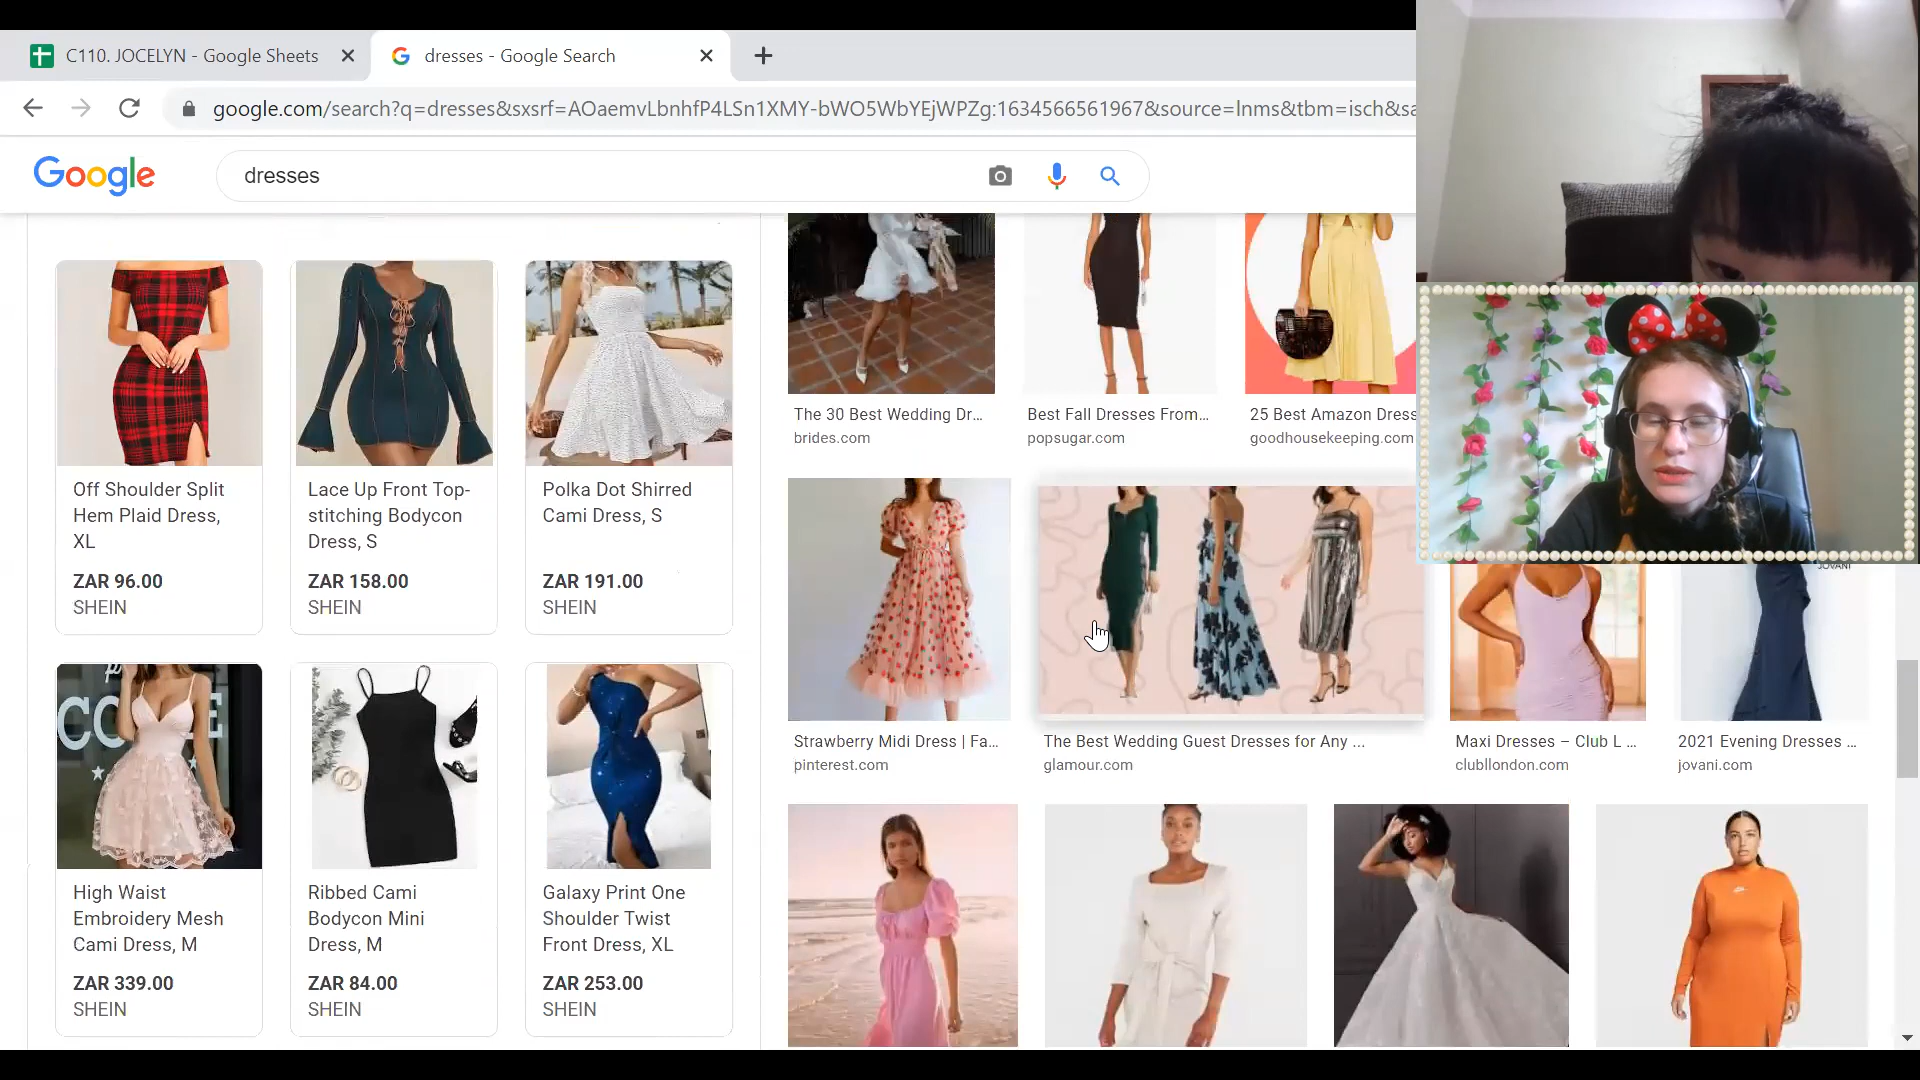 C110. JOCELYN - Google Sheets
dresses - Google Search
google.com/search?q=dresses&sxsrf=AOaemvLbnhfP4LSn1XMY-bWO5WbYEjWPZg:1634566561967&source=lnms&tbm=isch&sa
Google
dresses
Off Shoulder Split
Hem Plaid Dress,
XL
ZAR 96.00
SHEIN
Lace Up Front Top-
stitching Bodycon
Dress, S
ZAR 158.00
SHEIN
Polka Dot Shirred
Cami Dress, S
ZAR 191.00
SHEIN
High Waist
Embroidery Mesh
Cami Dress, M
ZAR 339.00
SHEIN
Ribbed Cami
Bodycon Mini
Dress, M
ZAR 84.00
SHEIN
Galaxy Print One
Shoulder Twist
Front Dress, XL
ZAR 253.00
SHEIN
The 30 Best Wedding Dr...
brides.com
Best Fall Dresses From...
popsugar.com
25 Best Amazon Dress
goodhousekeeping.com
Strawberry Midi Dress | Fa...
pinterest.com
The Best Wedding Guest Dresses for Any ...
glamour.com
Maxi Dresses – Club L ...
clubllondon.com
JOVANI
2021 Evening Dresses ...
jovani.com